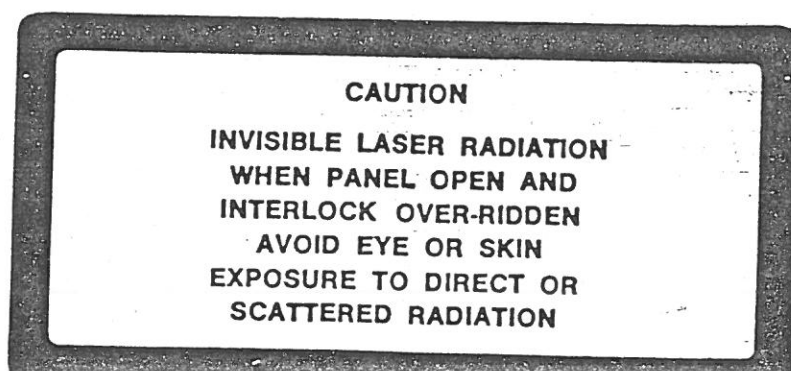 CAUTION
INVISIBLE LASER RADIATION
WHEN PANEL OPEN AND
INTERLOCK OVER-RIDDEN
AVOID EYE OR SKIN
EXPOSURE TO DIRECT OR
SCATTERED RADIATION